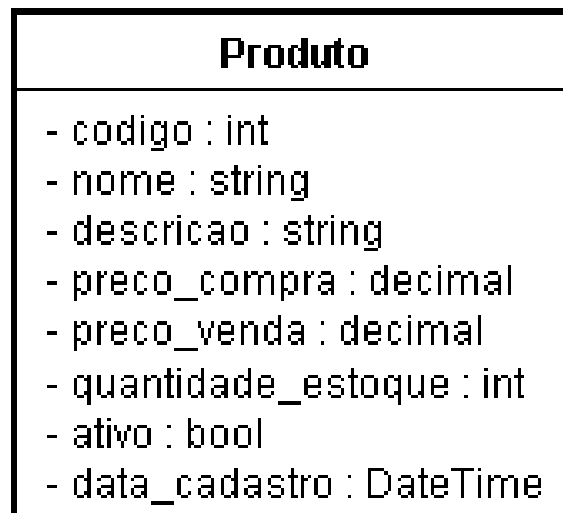 Produto
- codigo : int
- nome : string
- descricao : string
- preco_compra : decimal
- preco_venda : decimal
- quantidade_estoque : int
- ativo : bool
- data_cadastro : DateTime